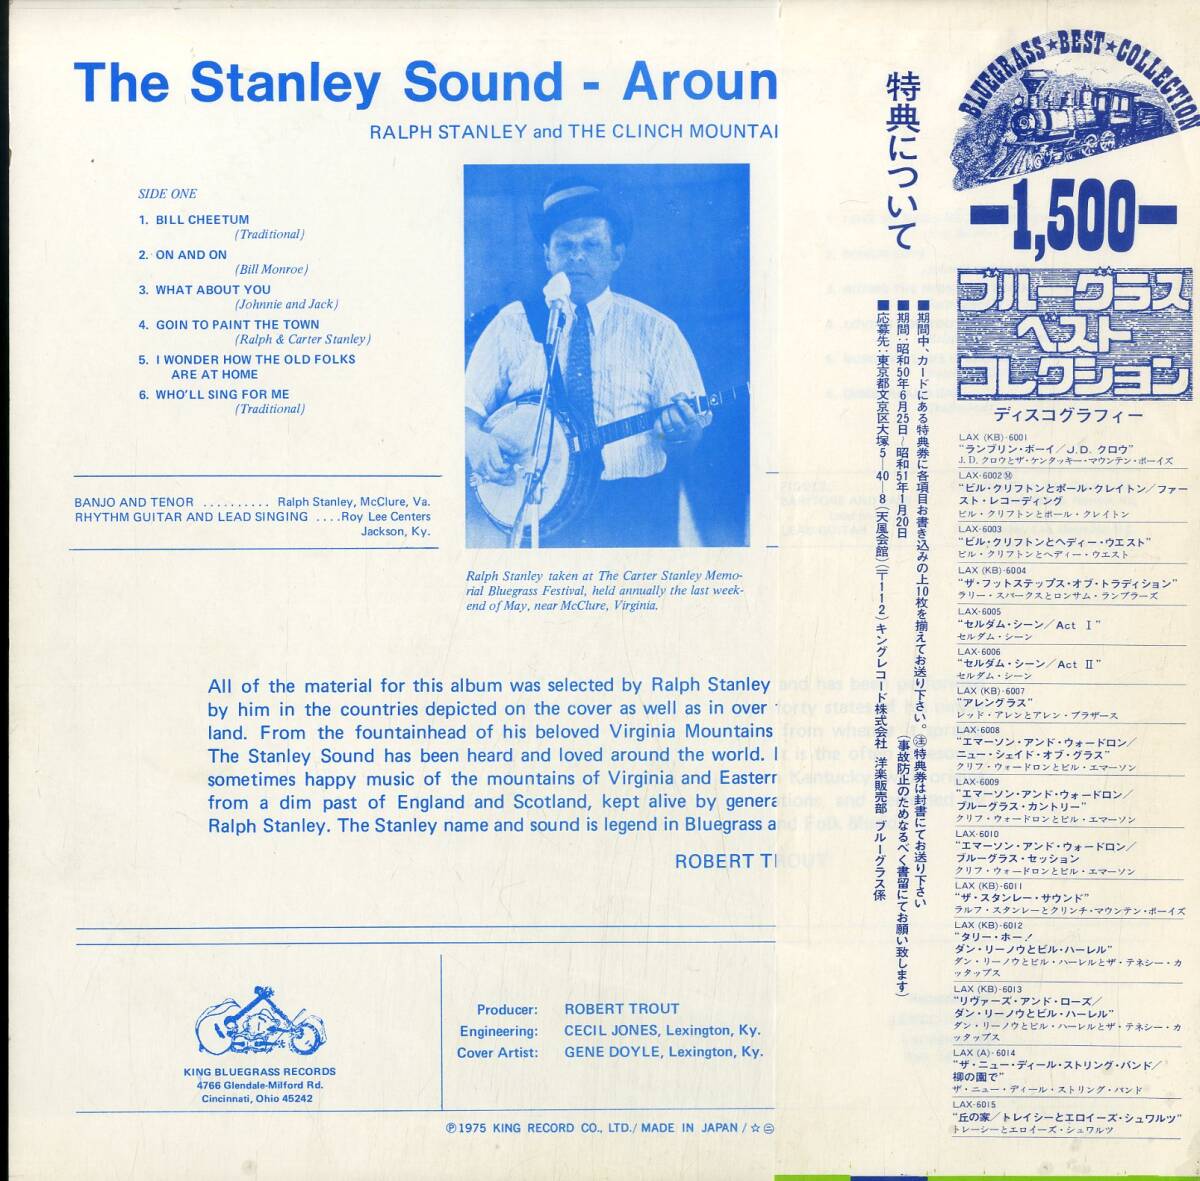 The Stanley Sound - Aroun
RALPH STANLEY and THE CLINCH MOUNTAI
SIDE ONE
1. BILL CHEETUM
(Traditional)
2. ON AND ON
(Bill Monroe)
3. WHAT ABOUT YOU
(Johnnie and Jack)
4. GOIN TO PAINT THE TOWN
(Ralph & Carter Stanley)
5. I WONDER HOW THE OLD FOLKS
ARE AT HOME
6. WHO'LL SING FOR ME
(Traditional)
BANJO AND TENOR .......... Ralph Stanley, McClure, Va.
RHYTHM GUITAR AND LEAD SINGING ....Roy Lee Centers
Jackson, Ky.
Ralph Stanley taken at The Carter Stanley Memo-
rial Bluegrass Festival, held annually the last week-
end of May, near McClure, Virginia.
All of the material for this album was selected by Ralph Stanley
by him in the countries depicted on the cover as well as in over
land. From the fountainhead of his beloved Virginia Mountains
The Stanley Sound has been heard and loved around the world. I
sometimes happy music of the mountains of Virginia and Eastern
from a dim past of England and Scotland, kept alive by genera
Ralph Stanley. The Stanley name and sound is legend in Bluegrass a
ROBERT T
KING BLUEGRASS RECORDS
4766 Glendale-Milford Rd.
Cincinnati, Ohio 45242
Producer: ROBERT TROUT
Engineering: CECIL JONES, Lexington, Ky.
Cover Artist: GENE DOYLE, Lexington, Ky.
Ⓟ1975 KING RECORD CO., LTD./ MADE IN JAPAN / ☆ ㊁
特典について
■期間中、カードにある特典券に各項目お書き込みの上10枚を揃えてお送り下さい。㊟特典券は封書にてお送り下さい
■期間:昭和50年6月25日~昭和51年1月20日
(事故防止のためなるべく書留にてお願い致します)
■応募先:東京都文京区大塚5―40―8(天風会館)(〒112)キングレコード株式会社 洋楽販売部 ブルーグラス係
BLUEGRASS★BEST★COLLECTION
-1,500-
ブルーグラス
ベスト
コレクション
ディスコグラフィー
LAX (KB)-6001
"ランブリン・ボーイ/J.D. クロウ"
J.D. クロウとザ・ケンタッキー・マウンテン・ボーイズ
LAX-6002Ⓜ
"ビル・クリフトンとポール・クレイトン/ファー
スト・レコーディング
ビル・クリフトンとポール・クレイトン
LAX-6003
"ビル・クリフトンとヘディー・ウエスト"
ビル・クリフトンとヘディー・ウエスト
LAX (KB)-6004
"ザ・フットステップス・オブ・トラディション"
ラリー・スパークスとロンサム・ランブラーズ
LAX-6005
"セルダム・シーン/Act Ⅰ"
セルダム・シーン
LAX-6006
"セルダム・シーン/Act Ⅱ"
セルダム・シーン
LAX (KB)-6007
"アレングラス"
レッド・アレンとアレン・ブラザース
LAX-6008
"エマーソン・アンド・ウォードロン/
ニュー・シェイド・オブ・グラス"
クリフ・ウォードロンとビル・エマーソン
LAX-6009
"エマーソン・アンド・ウォードロン/
ブルーグラス・カントリー"
クリフ・ウォードロンとビル・エマーソン
LAX-6010
"エマーソン・アンド・ウォードロン/
ブルーグラス・セッション
クリフ・ウォードロンとビル・エマーソン
LAX (KB)-6011
"ザ・スタンレー・サウンド"
ラルフ・スタンレーとクリンチ・マウンテン・ボーイズ
LAX (KB)-6012
"タリー・ホー!
ダン・リーノウとビル・ハーレル"
ダン・リーノウとビル・ハーレルとザ・テネシー・カ
ッタップス
LAX (KB)-6013
"リヴァーズ・アンド・ローズ/
ダン・リーノウとビル・ハーレル"
ダン・リーノウとビル・ハーレルとザ・テネシー・カ
ッタップス
LAX (A)-6014
"ザ・ニュー・ディール・ストリング・バンド/
柳の園で"
ザ・ニュー・ディール・ストリング・バンド
LAX-6015
"丘の家/トレイシーとエロイーズ・シュワルツ"
トレーシーとエロイーズ・シュワルツ